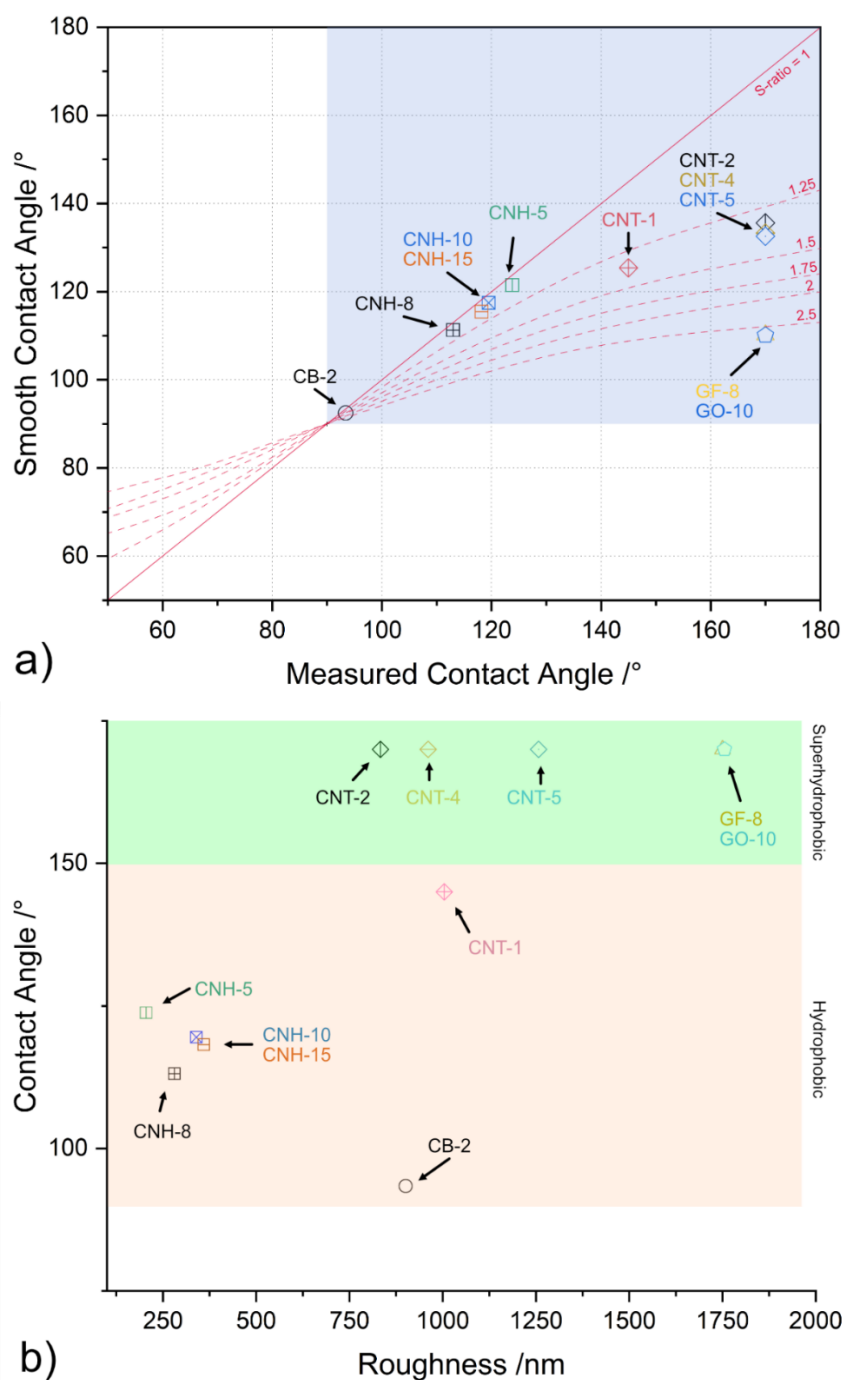 180
160
140
120
100
80
60
Smooth Contact Angle /°
S-ratio = 1
1.25
1.5
1.75
2
2.5
CNT-2
CNT-4
CNT-5
CNT-1
CNH-5
CNH-10
CNH-15
CNH-8
CB-2
GF-8
GO-10
60 80 100 120 140 160 180
a)
Measured Contact Angle /°
150
100
Contact Angle /°
Superhydrophobic
Hydrophobic
CNT-2
CNT-4
CNT-5
GF-8
GO-10
CNT-1
CNH-5
CNH-10
CNH-15
CNH-8
CB-2
250 500 750 1000 1250 1500 1750 2000
b)
Roughness /nm